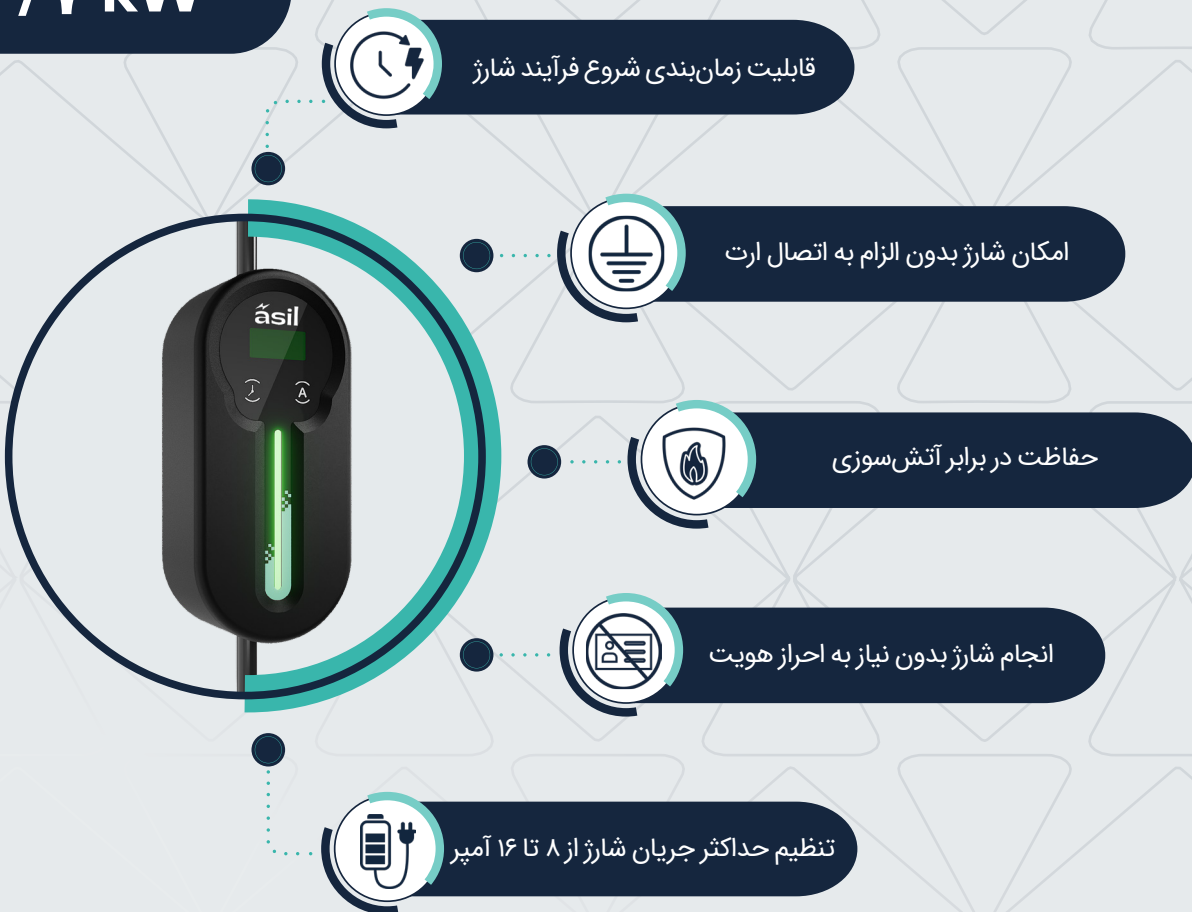 kW
قابلیت زمان‌بندی شروع فرآیند شارژ
امکان شارژ بدون الزام به اتصال ارت
asil
A
حفاظت در برابر آتش‌سوزی
انجام شارژ بدون نیاز به احراز هویت
تنظیم حداکثر جریان شارژ از ۸ تا ۱۶ آمپر